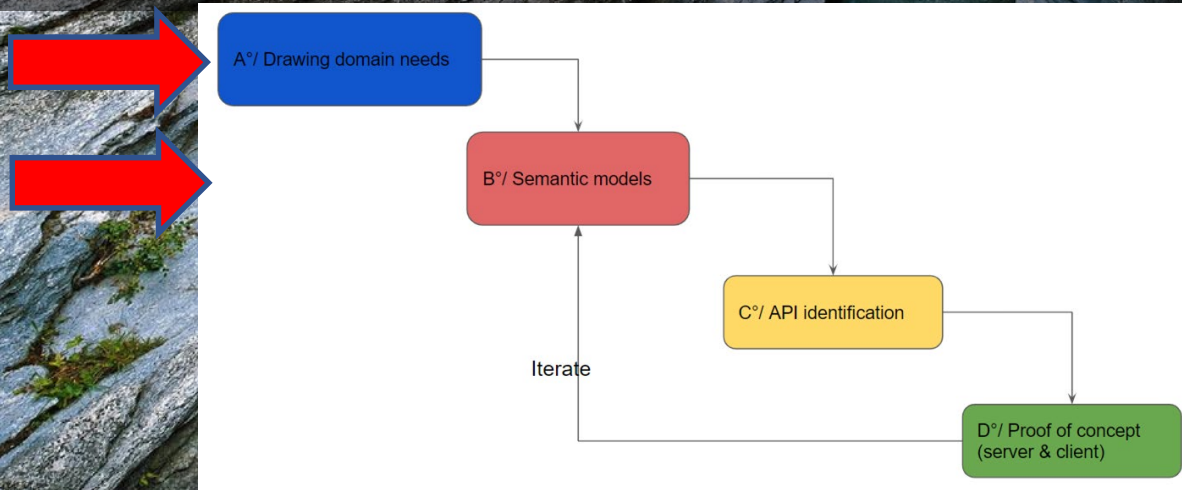 A°/ Drawing domain needs
B°/ Semantic models
C°/ API identification
Iterate
D°/ Proof of concept
(server & client)